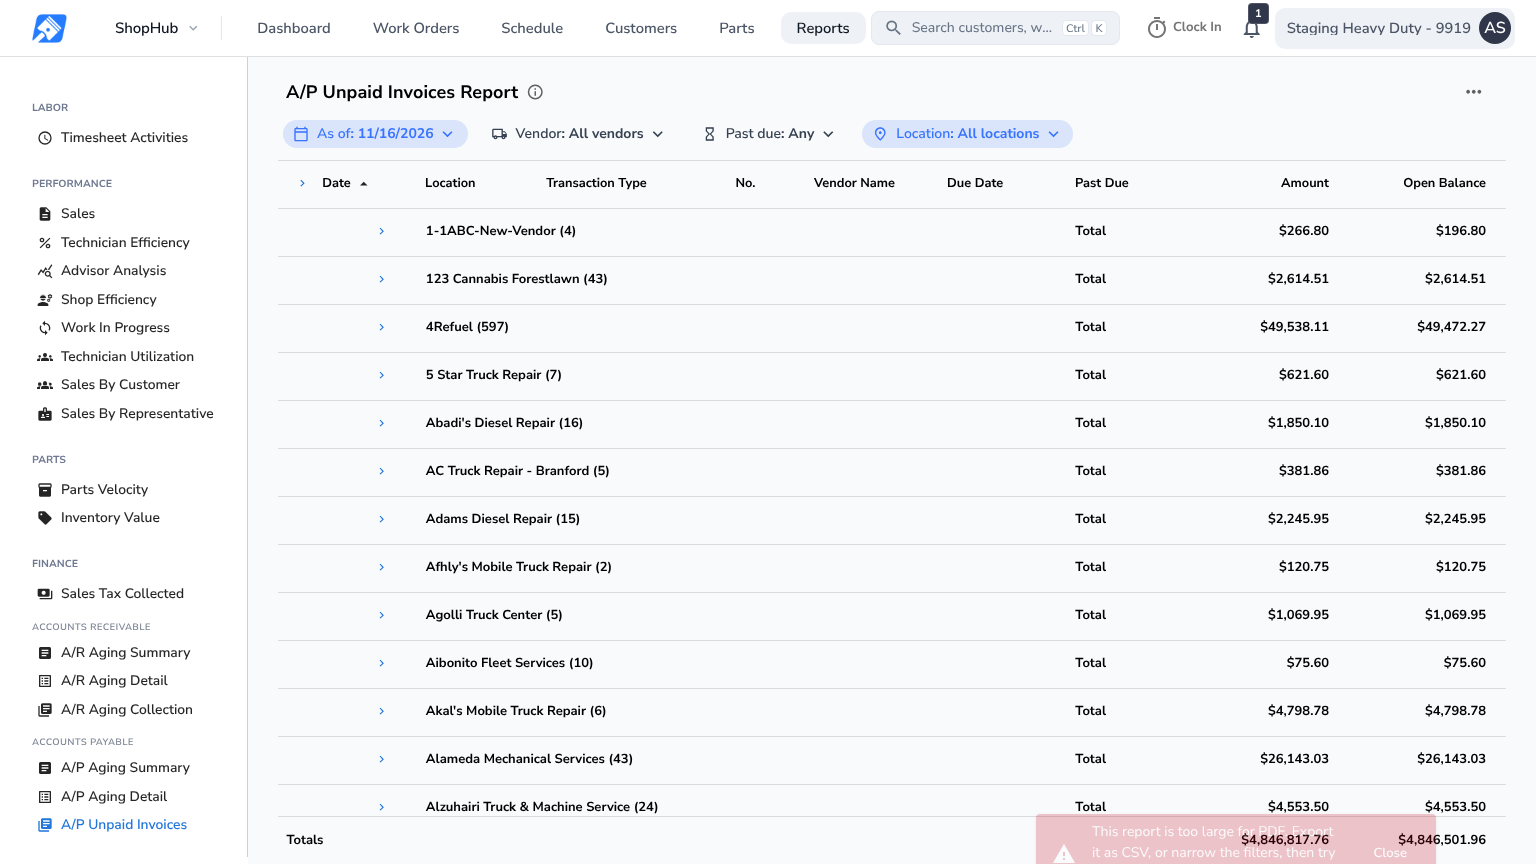 ShopHub
Dashboard
Work Orders
Schedule
Customers
Parts
Reports
Search customers, w...
Ctrl K
Clock In
1
Staging Heavy Duty - 9919
AS
LABOR
Timesheet Activities
PERFORMANCE
Sales
Technician Efficiency
Advisor Analysis
Shop Efficiency
Work In Progress
Technician Utilization
Sales By Customer
Sales By Representative
PARTS
Parts Velocity
Inventory Value
FINANCE
Sales Tax Collected
ACCOUNTS RECEIVABLE
A/R Aging Summary
A/R Aging Detail
A/R Aging Collection
ACCOUNTS PAYABLE
A/P Aging Summary
A/P Aging Detail
A/P Unpaid Invoices
A/P Unpaid Invoices Report
As of: 11/16/2026
Vendor: All vendors
Past due: Any
Location: All locations
Date Location Transaction Type No. Vendor Name Due Date Past Due Amount Open Balance
1-1ABC-New-Vendor (4) Total $266.80 $196.80
123 Cannabis Forestlawn (43) Total $2,614.51 $2,614.51
4Refuel (597) Total $49,538.11 $49,472.27
5 Star Truck Repair (7) Total $621.60 $621.60
Abadi's Diesel Repair (16) Total $1,850.10 $1,850.10
AC Truck Repair - Branford (5) Total $381.86 $381.86
Adams Diesel Repair (15) Total $2,245.95 $2,245.95
Afhly's Mobile Truck Repair (2) Total $120.75 $120.75
Agolli Truck Center (5) Total $1,069.95 $1,069.95
Aibonito Fleet Services (10) Total $75.60 $75.60
Akal's Mobile Truck Repair (6) Total $4,798.78 $4,798.78
Alameda Mechanical Services (43) Total $26,143.03 $26,143.03
Alzuhairi Truck & Machine Service (24) Total $4,553.50 $4,553.50
Totals $4,846,817.76 $4,846,501.96
This report is too large for PDF. Export
it as CSV, or narrow the filters, then try
Close